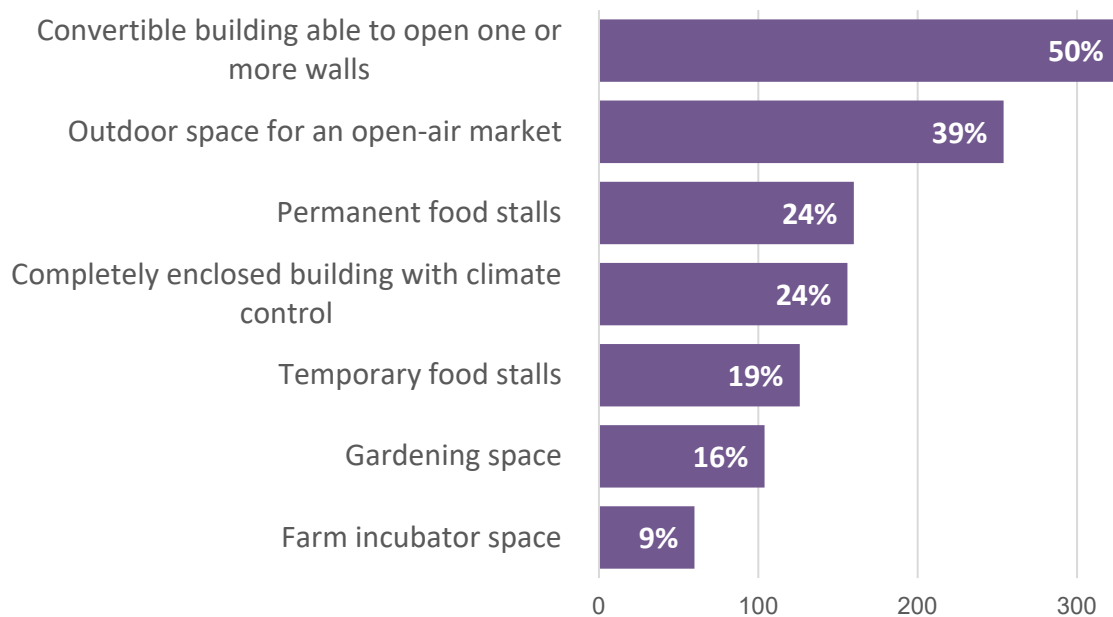 Convertible building able to open one or
more walls
50%
Outdoor space for an open-air market
39%
Permanent food stalls
24%
Completely enclosed building with climate
control
24%
Temporary food stalls
19%
Gardening space
16%
Farm incubator space
9%
0 100 200 300